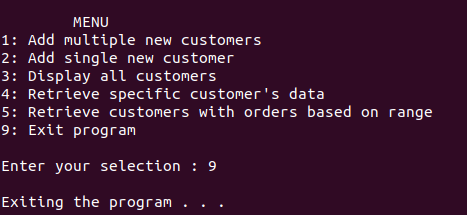 MENU
1: Add multiple new customers
2: Add single new customer
3: Display all customers
4: Retrieve specific customer's data
5: Retrieve customers with orders based on range
9: Exit program
Enter your selection : 9
Exiting the program . . .